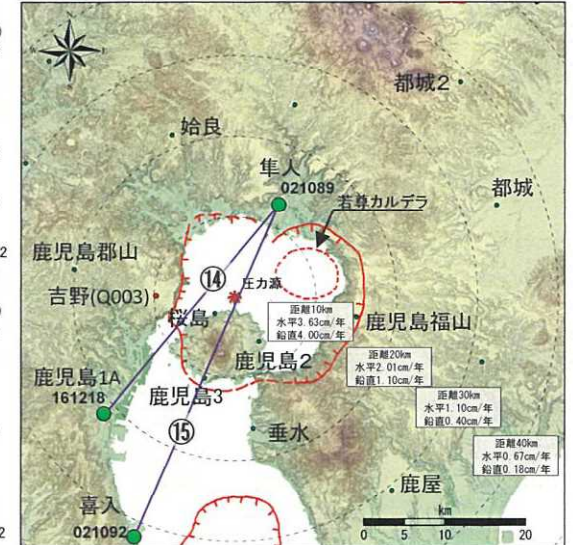 2
2
都城2
姶良
隼人
021089
若尊カルデラ
都城
鹿児島郡山
⑭
圧力源
吉野(Q003)
桜島
距離10km
水平3.63cm/年
鉛直4.00cm/年
鹿児島福山
鹿児島2
距離20km
水平2.01cm/年
鉛直1.10cm/年
鹿児島1A
161218
鹿児島3
距離30km
水平1.10cm/年
鉛直0.40cm/年
⑮
垂水
距離40km
水平0.67cm/年
鉛直0.18cm/年
鹿屋
喜入
021092
km
0 5 10 20